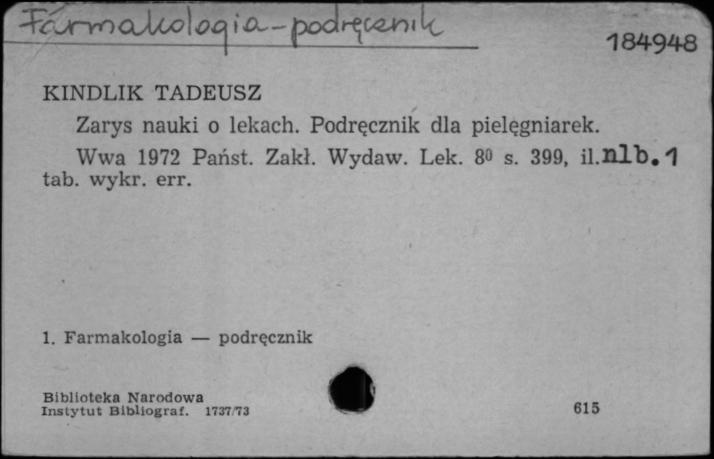 Farmakologia - podręcznik
184948
KINDLIK TADEUSZ
Zarys nauki o lekach. Podręcznik dla pielęgniarek.
Wwa 1972 Państ. Zakł. Wydaw. Lek. 8⁰ s. 399, il. nlb. 1
tab. wykr. err.
1. Farmakologia — podręcznik
Biblioteka Narodowa
Instytut Bibliograf. 1737/73
615